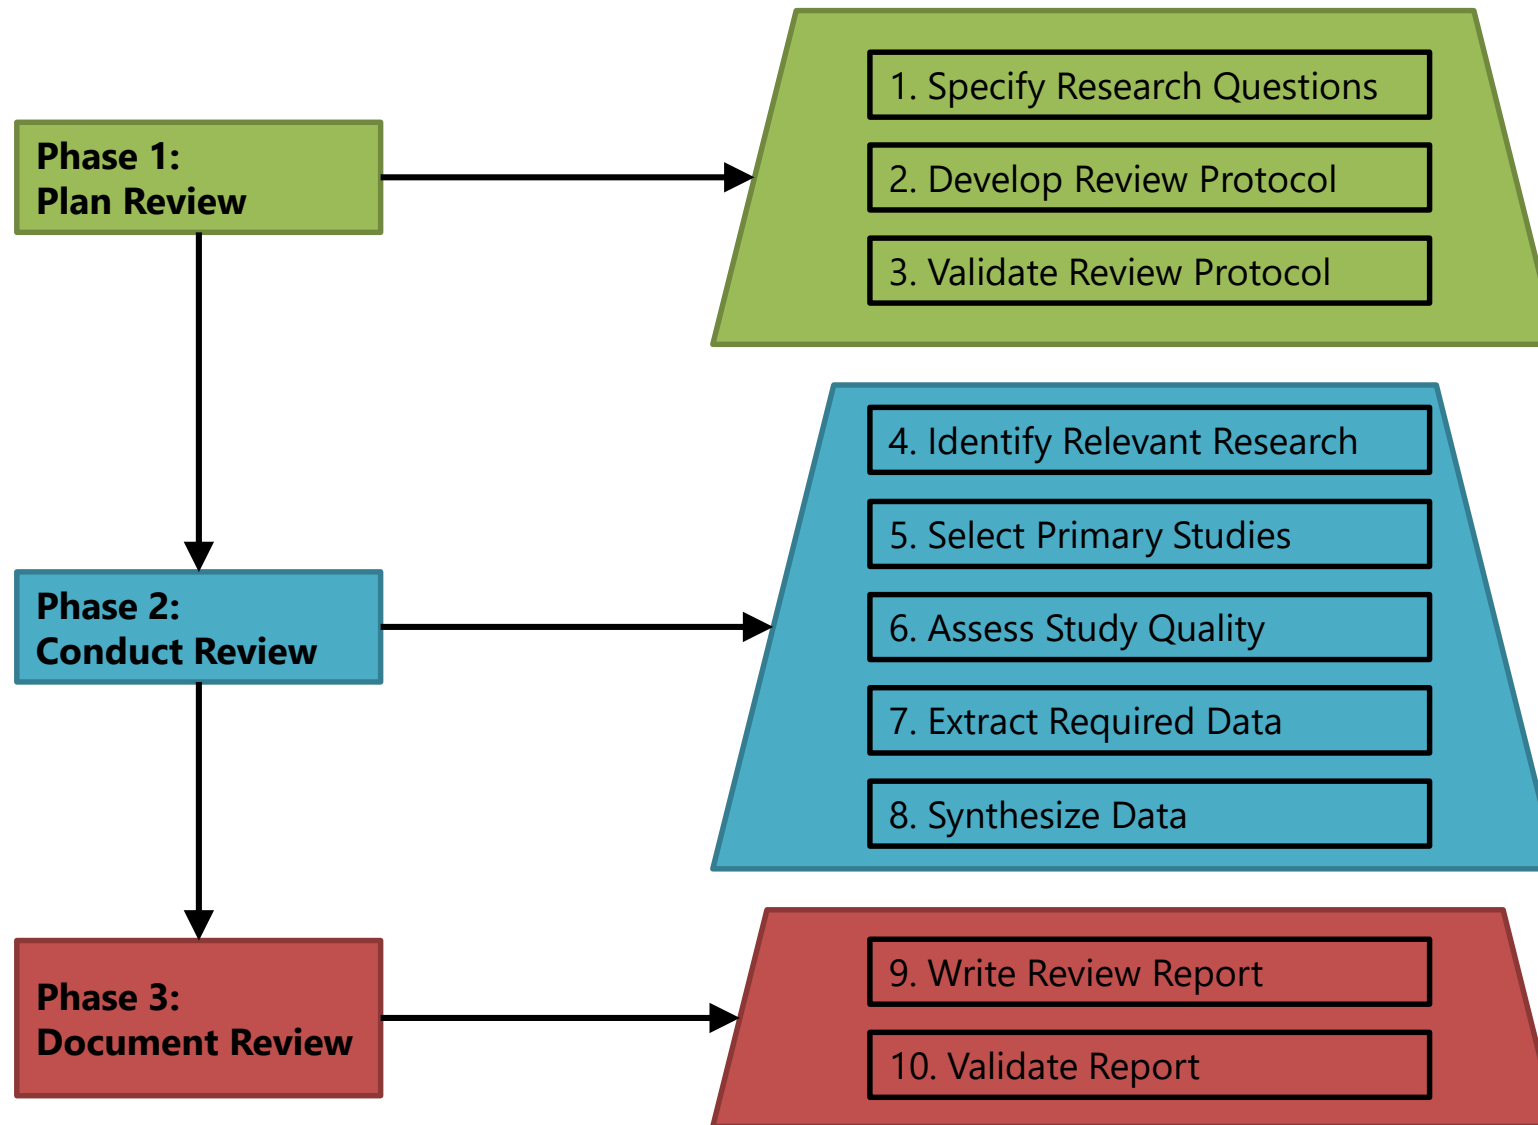 Phase 1:
Plan Review
1. Specify Research Questions
2. Develop Review Protocol
3. Validate Review Protocol
Phase 2:
Conduct Review
4. Identify Relevant Research
5. Select Primary Studies
6. Assess Study Quality
7. Extract Required Data
8. Synthesize Data
Phase 3:
Document Review
9. Write Review Report
10. Validate Report